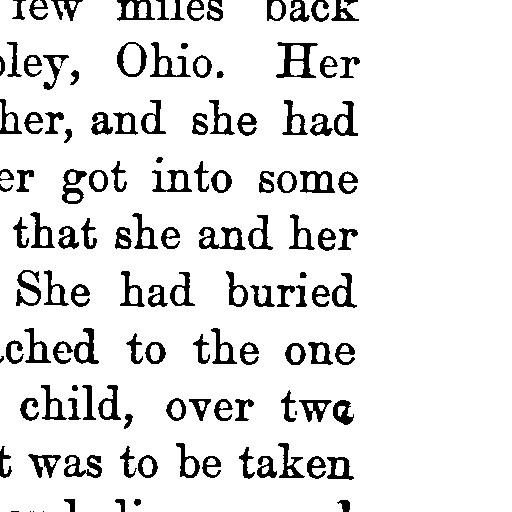 few miles back
pley, Ohio. Her
her, and she had
er got into some
that she and her
She had buried
ched to the one
child, over two
t was to be taken